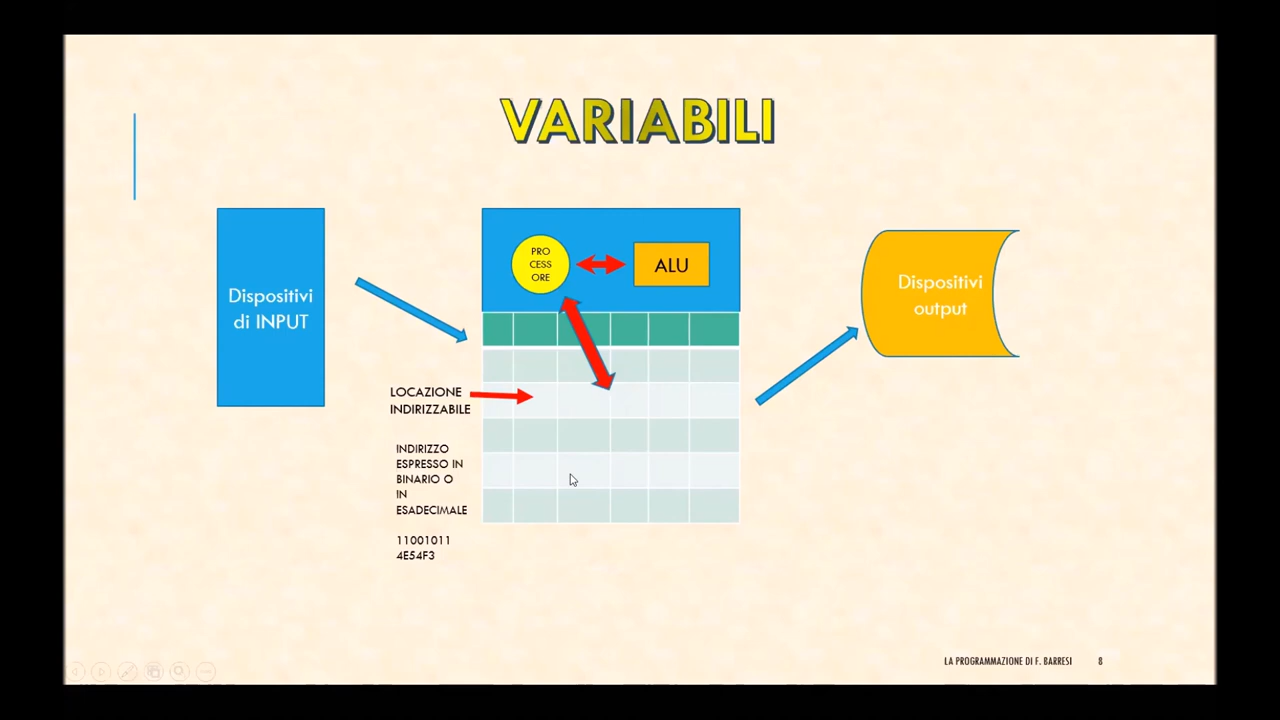 VARIABILI
Dispositivi
di INPUT
PRO
CESS
ORE
ALU
Dispositivi
output
LOCAZIONE
INDIRIZZABILE
INDIRIZZO
ESPRESSO IN
BINARIO O
IN
ESADECIMALE
11001011
4E54F3
LA PROGRAMMAZIONE DI F. BARRESI 8